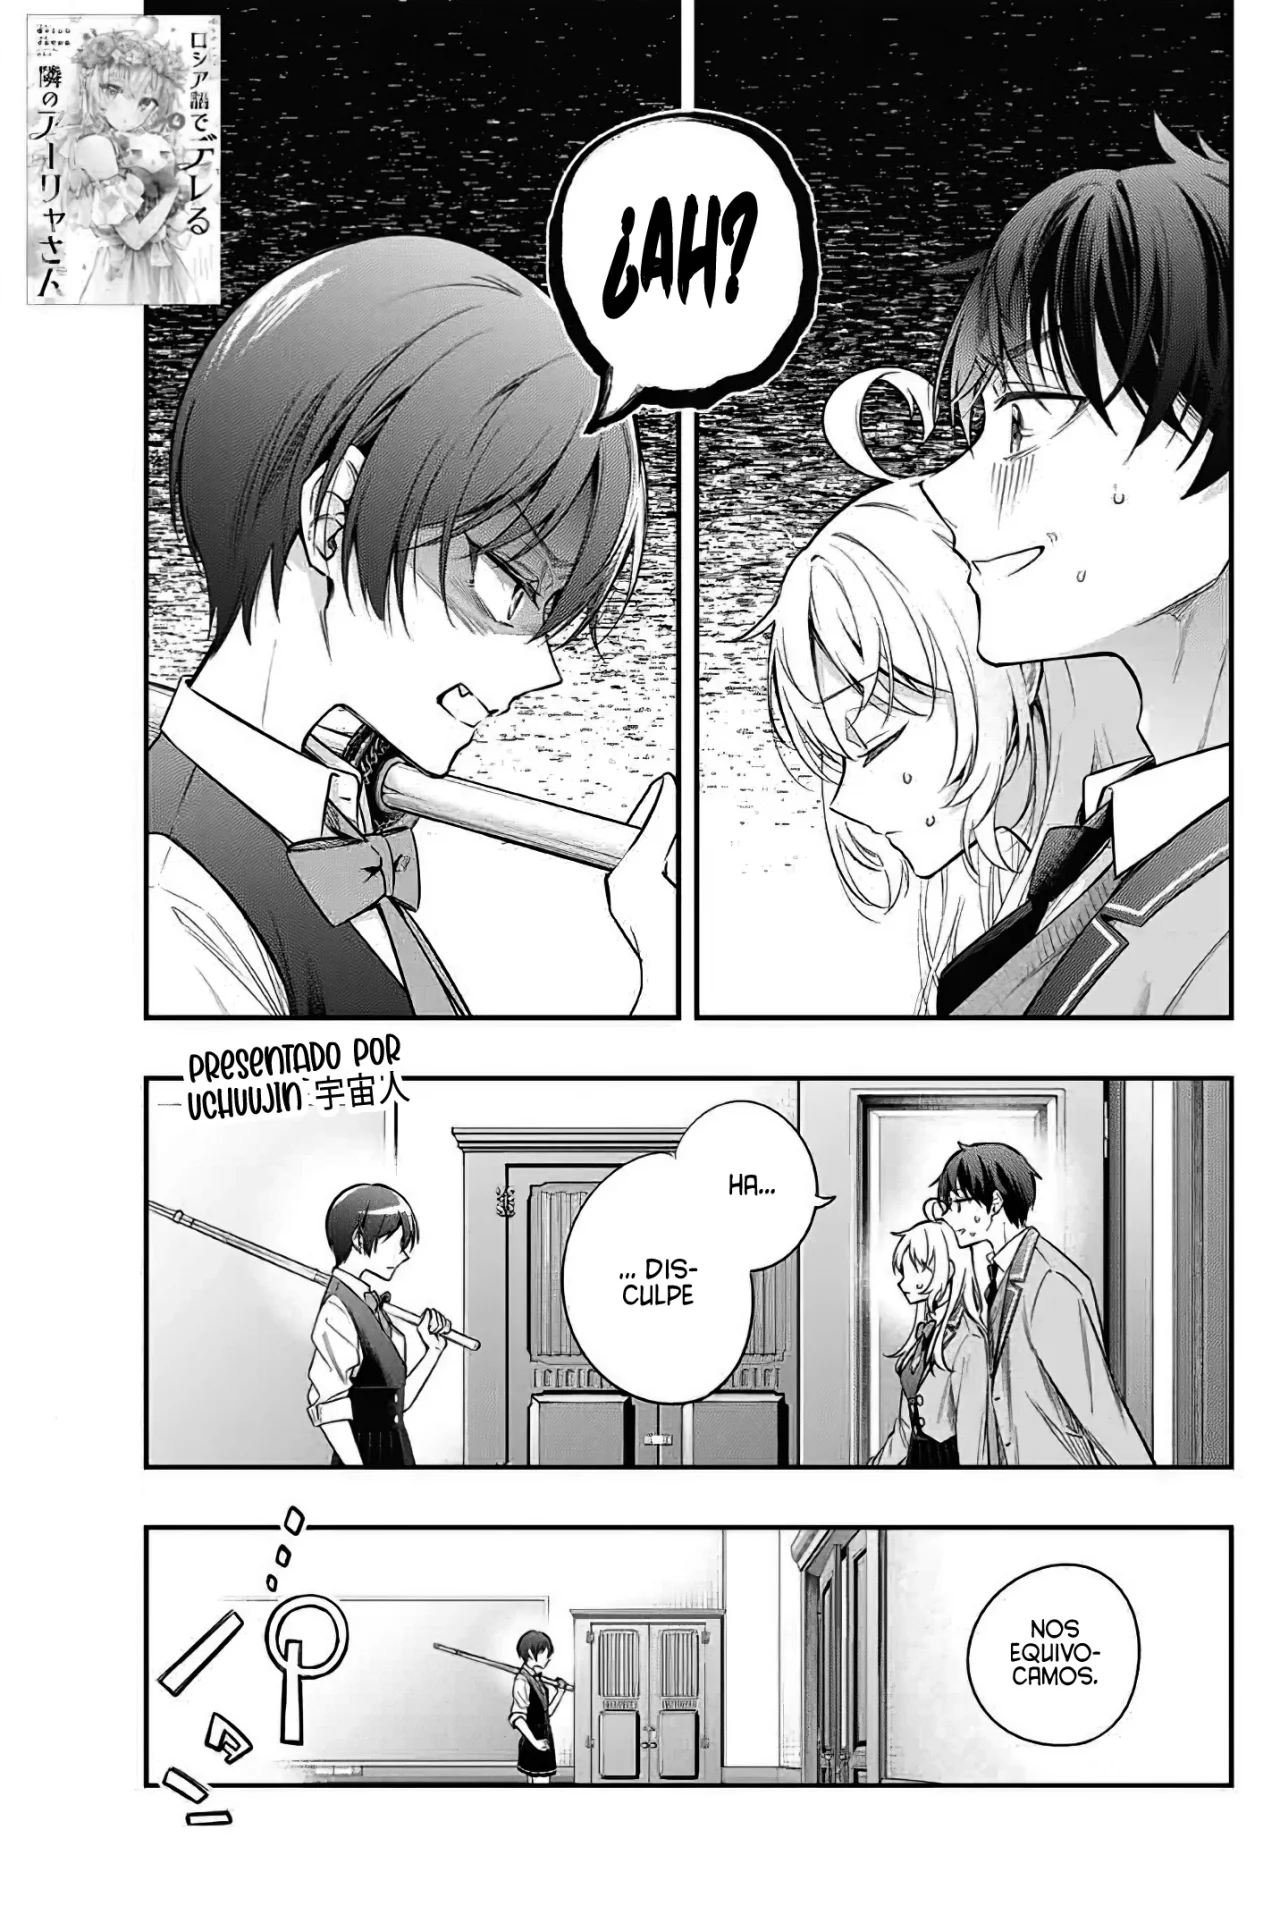 ロシア語でデレる
隣のアーリャさん
4
¿AH?
PRESENTADO POR
UCHUUJIN 宇宙人
HA...
... DIS-
CULPE
NOS
EQUIVO-
CAMOS.